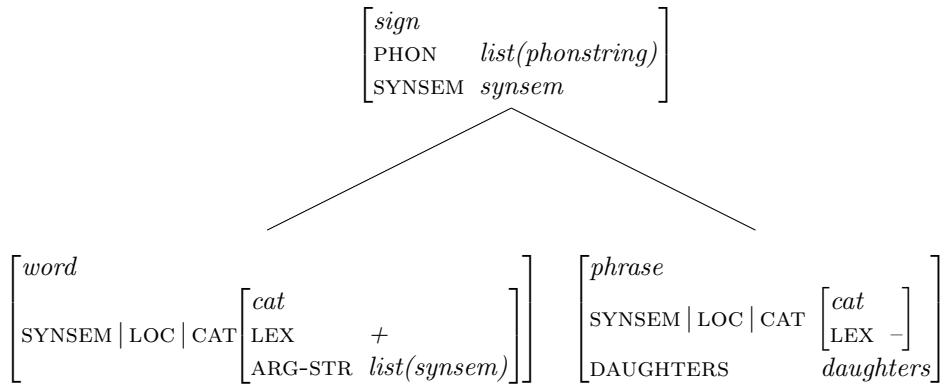 sign
PHON list(phonstring)
SYNSEM synsem
word
SYNSEM|LOC|CAT
cat
LEX +
ARG-STR list(synsem)
phrase
SYNSEM|LOC|CAT
cat
LEX –
DAUGHTERS daughters